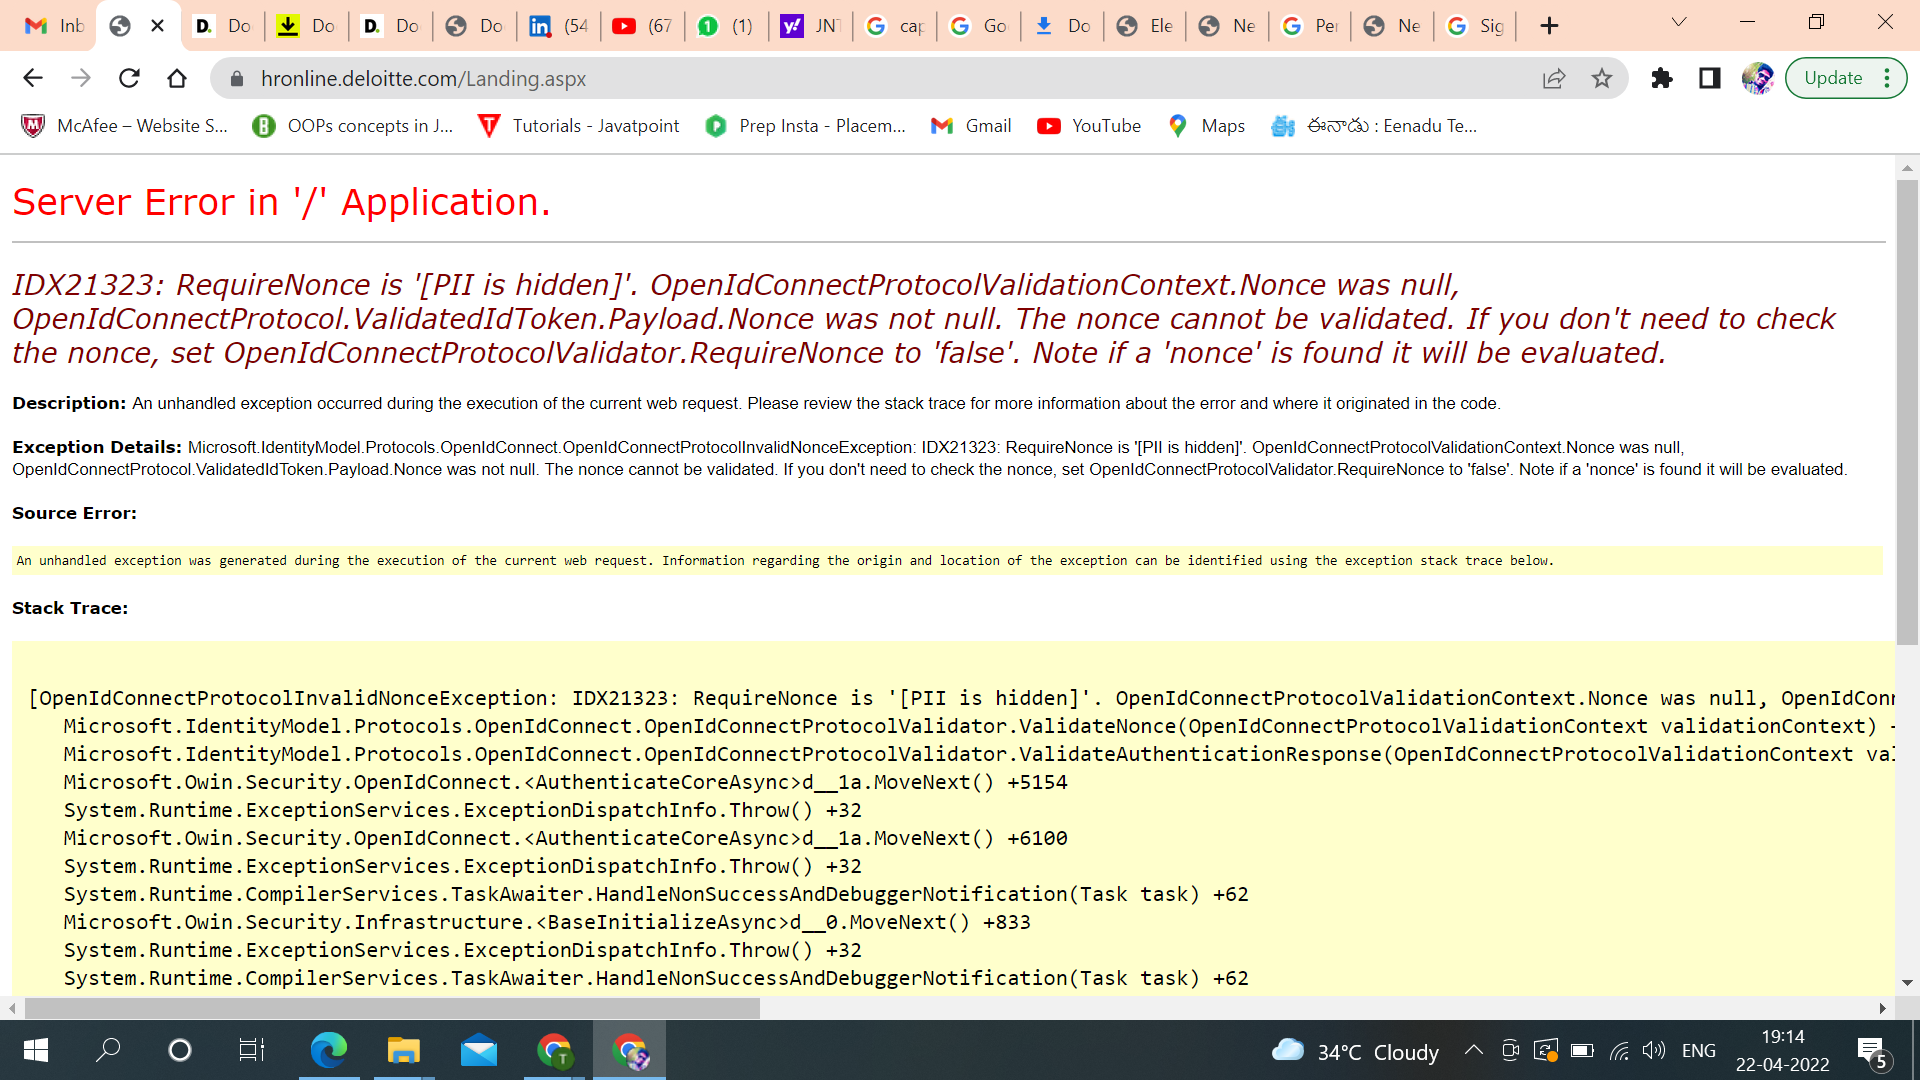 Inb
Do
Do
Do
Do
(54
(67
(1)
JNT
cap
Go
Do
Ele
Ne
Per
Ne
Sig
hronline.deloitte.com/Landing.aspx
Update
McAfee – Website S...
OOPs concepts in J...
Tutorials - Javatpoint
Prep Insta - Placem...
Gmail
YouTube
Maps
ఈనాడు : Eenadu Te...
Server Error in '/' Application.
IDX21323: RequireNonce is '[PII is hidden]'. OpenIdConnectProtocolValidationContext.Nonce was null,
OpenIdConnectProtocol.ValidatedIdToken.Payload.Nonce was not null. The nonce cannot be validated. If you don't need to check
the nonce, set OpenIdConnectProtocolValidator.RequireNonce to 'false'. Note if a 'nonce' is found it will be evaluated.
Description: An unhandled exception occurred during the execution of the current web request. Please review the stack trace for more information about the error and where it originated in the code.
Exception Details: Microsoft.IdentityModel.Protocols.OpenIdConnect.OpenIdConnectProtocolInvalidNonceException: IDX21323: RequireNonce is '[PII is hidden]'. OpenIdConnectProtocolValidationContext.Nonce was null,
OpenIdConnectProtocol.ValidatedIdToken.Payload.Nonce was not null. The nonce cannot be validated. If you don't need to check the nonce, set OpenIdConnectProtocolValidator.RequireNonce to 'false'. Note if a 'nonce' is found it will be evaluated.
Source Error:
An unhandled exception was generated during the execution of the current web request. Information regarding the origin and location of the exception can be identified using the exception stack trace below.
Stack Trace:
[OpenIdConnectProtocolInvalidNonceException: IDX21323: RequireNonce is '[PII is hidden]'. OpenIdConnectProtocolValidationContext.Nonce was null, OpenIdConn
Microsoft.IdentityModel.Protocols.OpenIdConnect.OpenIdConnectProtocolValidator.ValidateNonce(OpenIdConnectProtocolValidationContext validationContext)
Microsoft.IdentityModel.Protocols.OpenIdConnect.OpenIdConnectProtocolValidator.ValidateAuthenticationResponse(OpenIdConnectProtocolValidationContext val
Microsoft.Owin.Security.OpenIdConnect.<AuthenticateCoreAsync>d__1a.MoveNext() +5154
System.Runtime.ExceptionServices.ExceptionDispatchInfo.Throw() +32
Microsoft.Owin.Security.OpenIdConnect.<AuthenticateCoreAsync>d__1a.MoveNext() +6100
System.Runtime.ExceptionServices.ExceptionDispatchInfo.Throw() +32
System.Runtime.CompilerServices.TaskAwaiter.HandleNonSuccessAndDebuggerNotification(Task task) +62
Microsoft.Owin.Security.Infrastructure.<BaseInitializeAsync>d__0.MoveNext() +833
System.Runtime.ExceptionServices.ExceptionDispatchInfo.Throw() +32
System.Runtime.CompilerServices.TaskAwaiter.HandleNonSuccessAndDebuggerNotification(Task task) +62
34°C Cloudy
ENG
19:14
22-04-2022
5